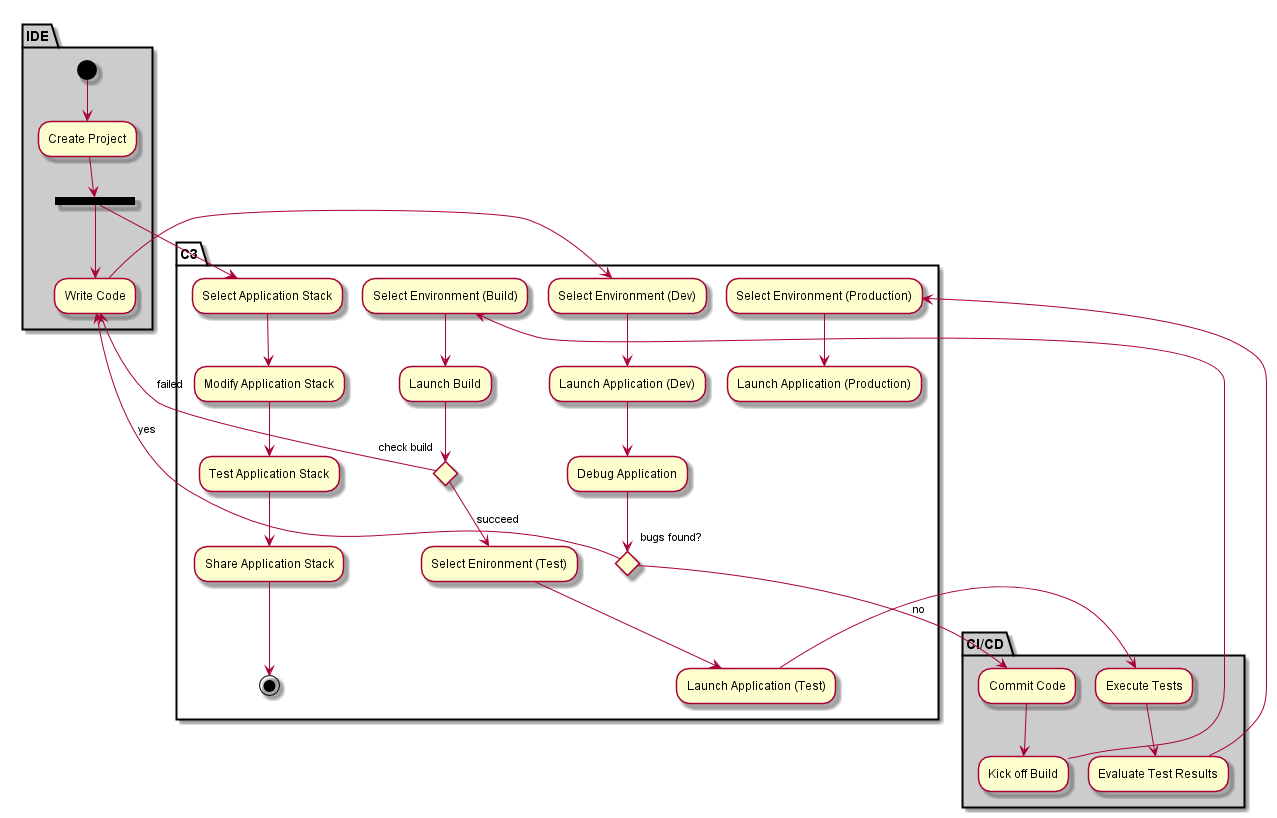 IDE
Create Project
Write Code
C3
Select Application Stack
Select Environment (Build)
Select Environment (Dev)
Select Environment (Production)
Modify Application Stack
Launch Build
Launch Application (Dev)
Launch Application (Production)
failed
yes
check build
Test Application Stack
Debug Application
succeed
bugs found?
Share Application Stack
Select Enironment (Test)
no
CI/CD
Launch Application (Test)
Commit Code
Execute Tests
Kick off Build
Evaluate Test Results